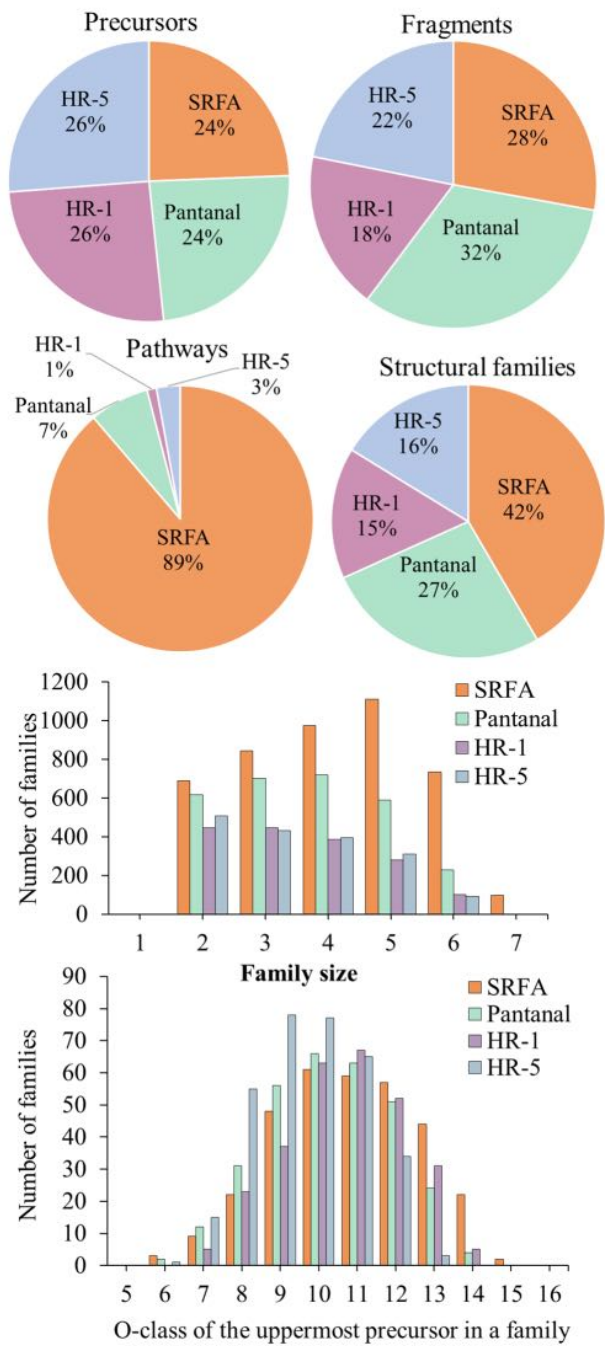 Precursors
HR-5
26%
SRFA
24%
HR-1
26%
Pantanal
24%
Fragments
HR-5
22%
SRFA
28%
HR-1
18%
Pantanal
32%
Pathways
HR-1
1%
HR-5
3%
Pantanal
7%
SRFA
89%
Structural families
HR-5
16%
SRFA
42%
HR-1
15%
Pantanal
27%
Number of families
1200
1000
800
600
400
200
0
SRFA
Pantanal
HR-1
HR-5
1 2 3 4 5 6 7
Family size
Number of families
90
80
70
60
50
40
30
20
10
0
SRFA
Pantanal
HR-1
HR-5
5 6 7 8 9 10 11 12 13 14 15 16
O-class of the uppermost precursor in a family